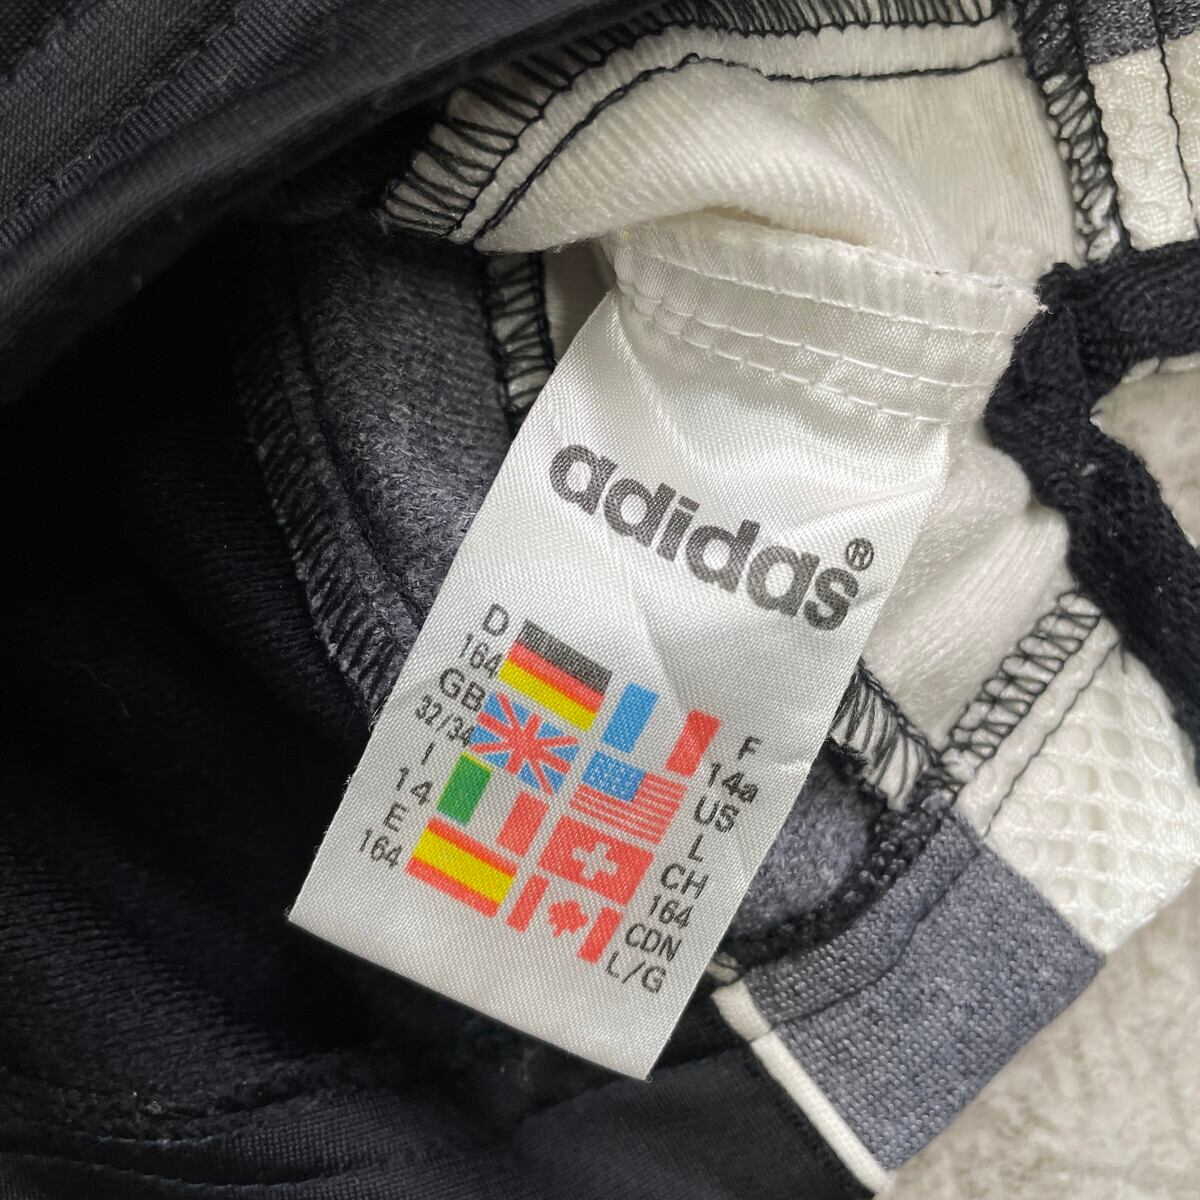 adidas®
D
164
GB
32/34
I
14
E
164
F
14a
US
L
CH
164
CDN
L/G